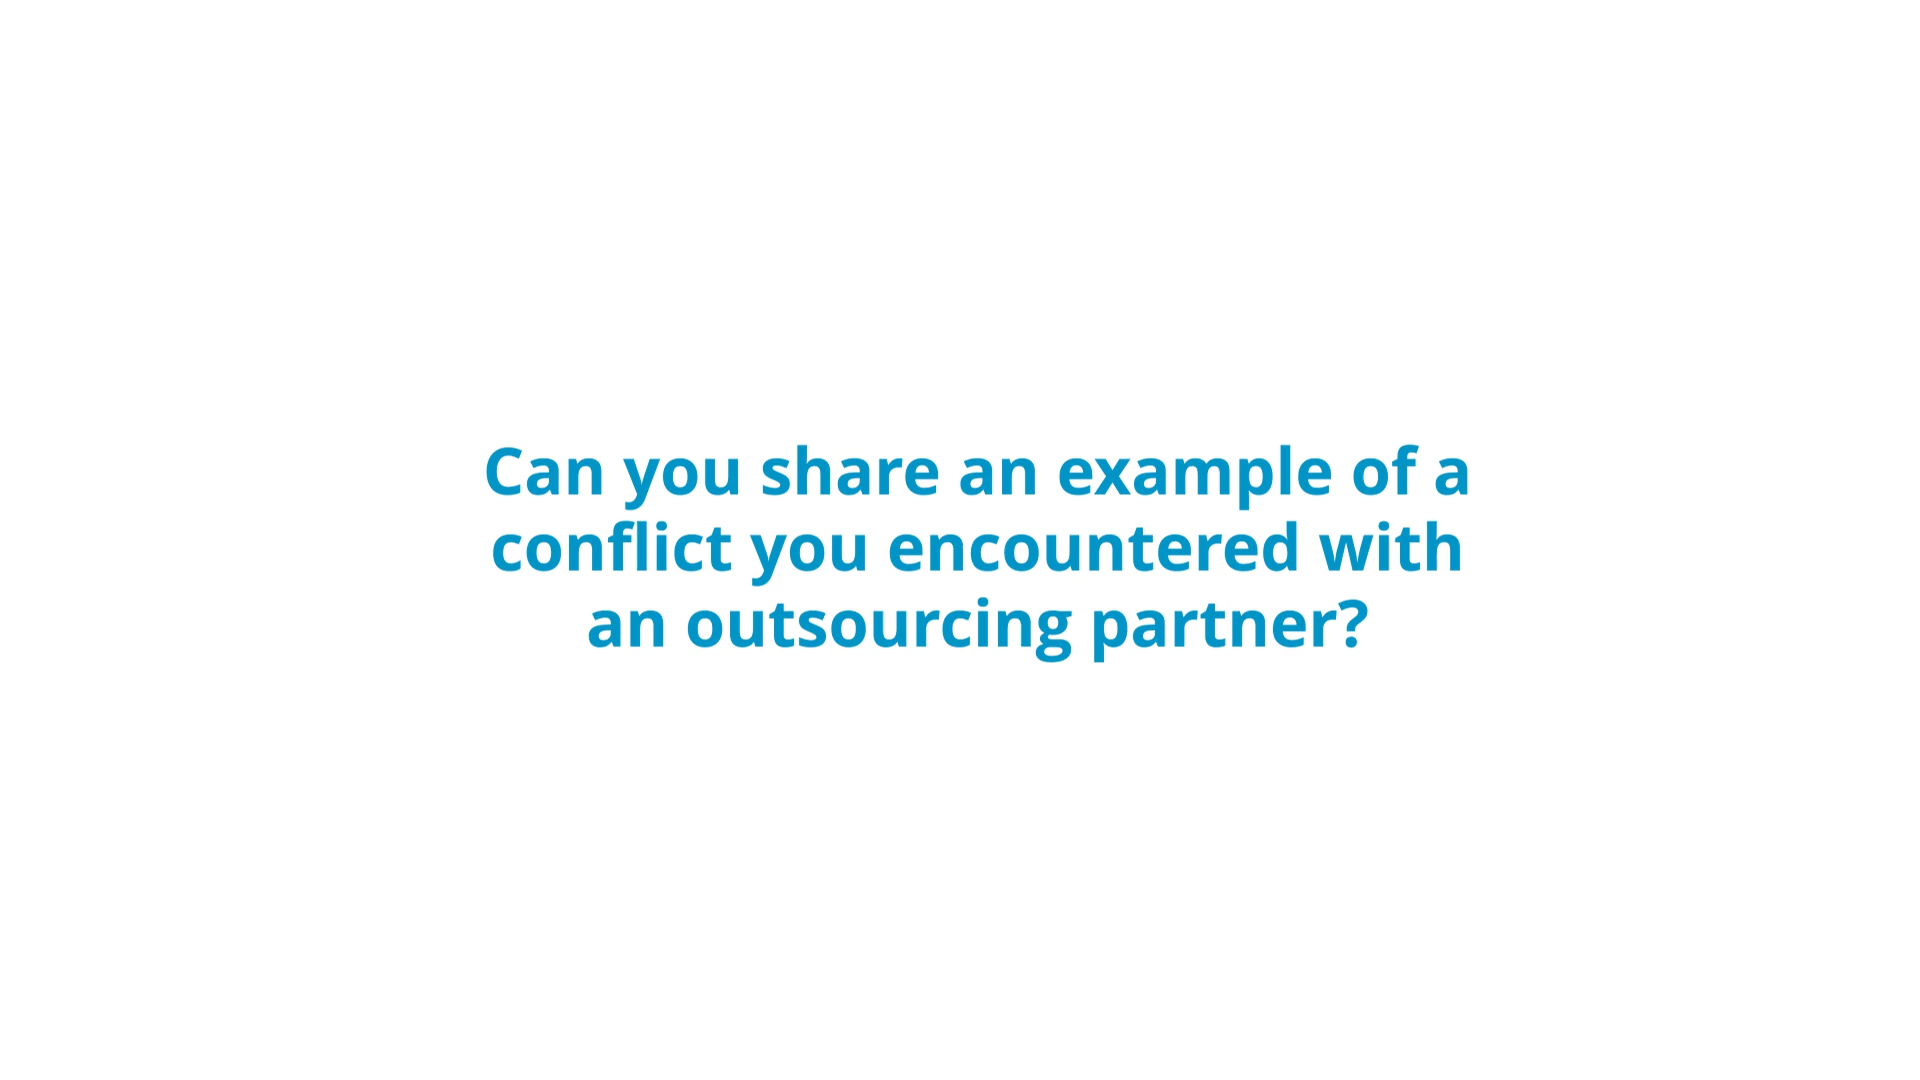 Can you share an example of a
conflict you encountered with
an outsourcing partner?